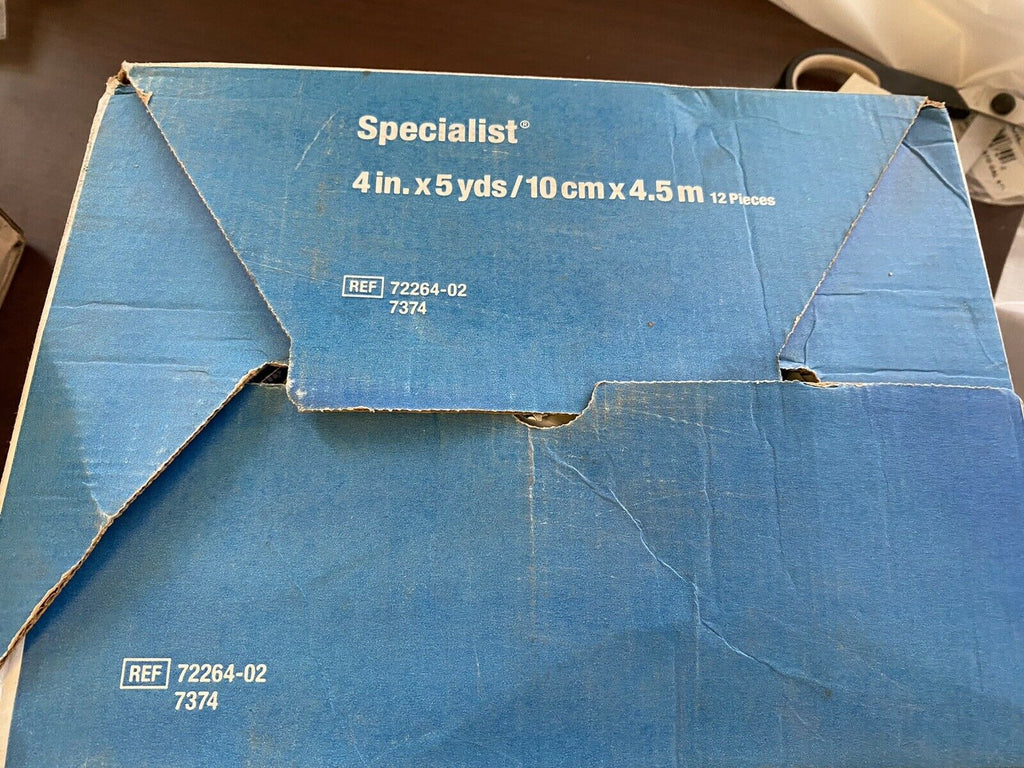 Specialist®
4 in. x 5 yds / 10 cm x 4.5 m 12 Pieces
REF 72264-02
7374
REF 72264-02
7374